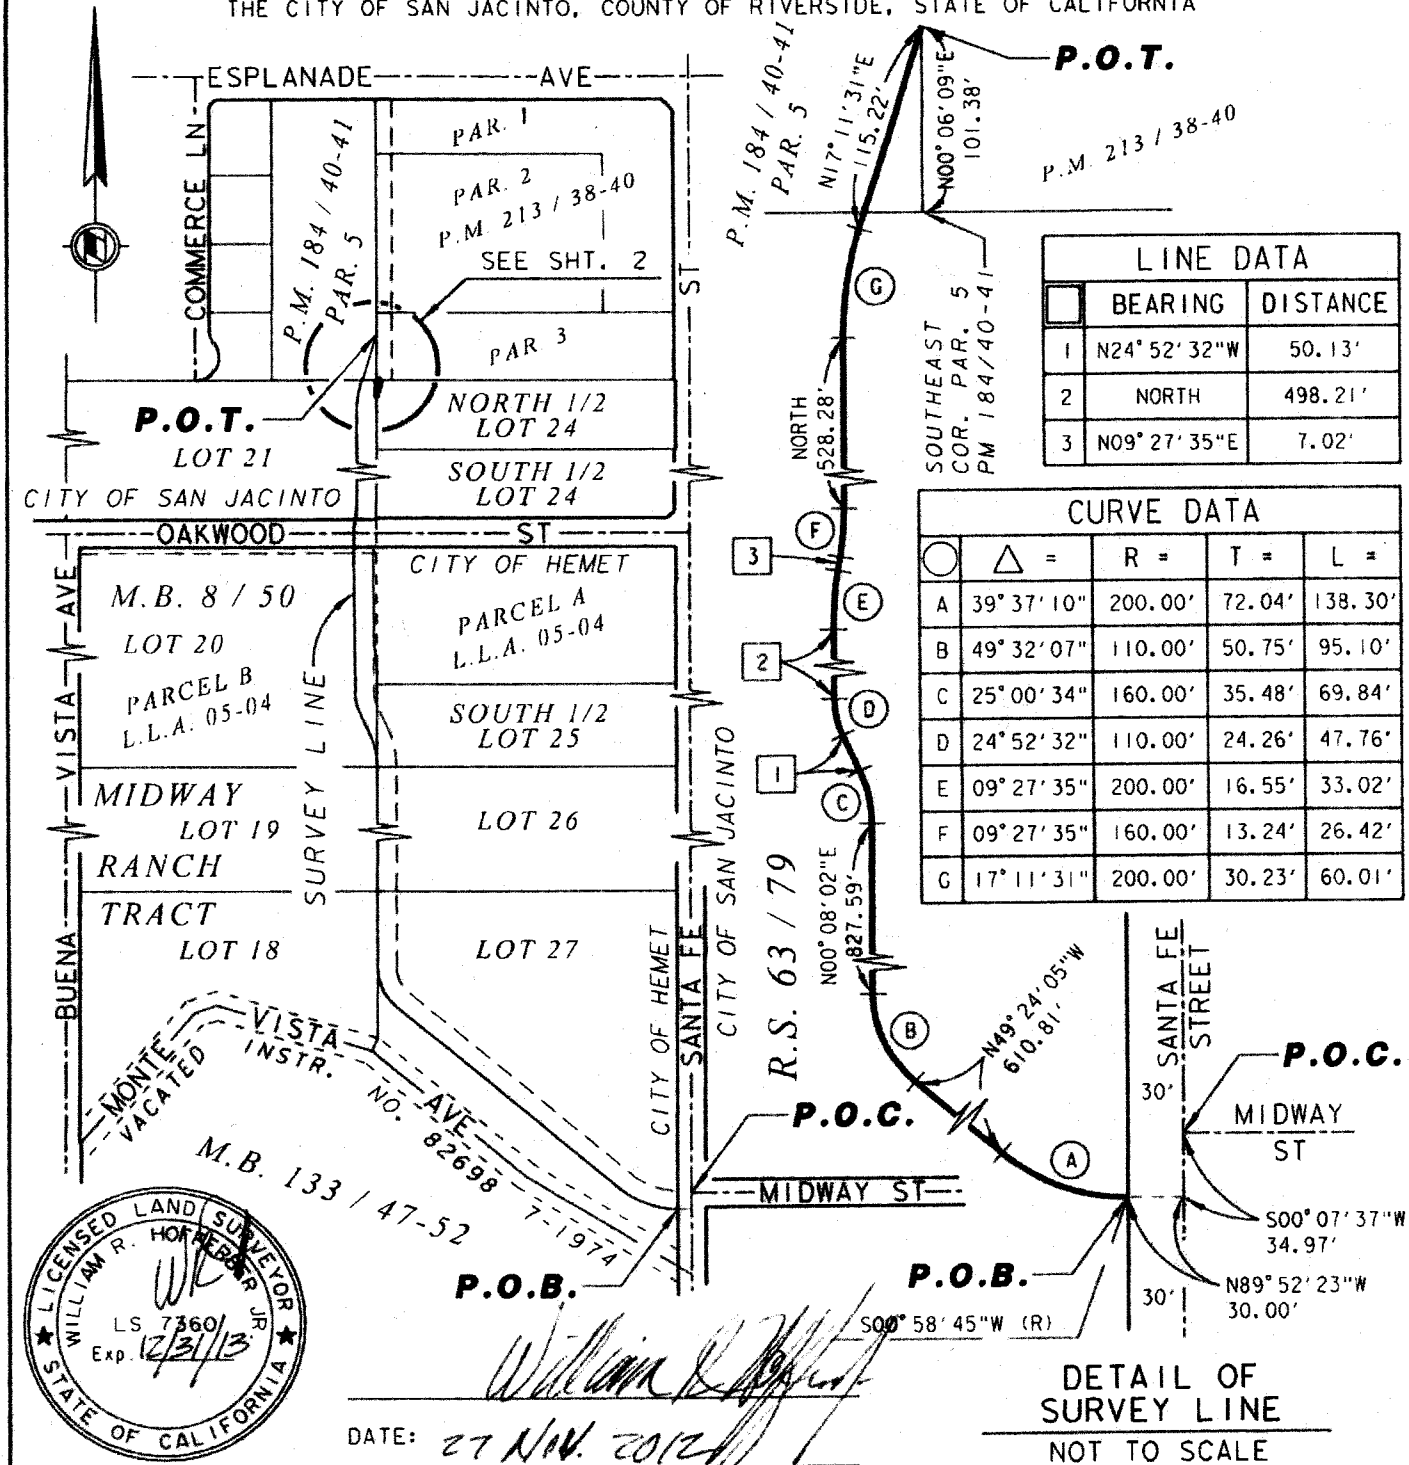 THE CITY OF SAN JACINTO, COUNTY OF RIVERSIDE, STATE OF CALIFORNIA
ESPLANADE AVE
COMMERCE LN
P.M. 184 / 40-41
PAR. 5
PAR. 1
PAR. 2
P.M. 213 / 38-40
SEE SHT. 2
PAR 3
ST
P.O.T.
LOT 21
NORTH 1/2
LOT 24
SOUTH 1/2
LOT 24
CITY OF SAN JACINTO
OAKWOOD ST
CITY OF HEMET
M.B. 8 / 50
LOT 20
PARCEL B
L.L.A. 05-04
PARCEL A
L.L.A. 05-04
SURVEY LINE
SOUTH 1/2
LOT 25
BUENA VISTA AVE
MIDWAY
LOT 19
RANCH
LOT 26
TRACT
LOT 18
LOT 27
CITY OF HEMET
SANTA FE
CITY OF SAN JACINTO
R.S. 63 / 79
MONTE VISTA AVE
VACATED INSTR. NO. 82698 7-1974
M.B. 133 / 47-52
P.O.C.
MIDWAY ST
P.O.B.
P.O.T.
P.M. 184 / 40-41
PAR. 5
N17°11'31"E
115.22'
N00°06'09"E
101.38'
P.M. 213 / 38-40
G
SOUTHEAST
COR. PAR. 5
PM 184/40-41
NORTH
528.28'
F
3
E
2
D
1
C
N00°08'02"E
827.59'
B
N49°24'05"W
610.81'
A
LINE DATA
BEARING DISTANCE
1 N24°52'32"W 50.13'
2 NORTH 498.21'
3 N09°27'35"E 7.02'
CURVE DATA
△ = R = T = L =
A 39°37'10" 200.00' 72.04' 138.30'
B 49°32'07" 110.00' 50.75' 95.10'
C 25°00'34" 160.00' 35.48' 69.84'
D 24°52'32" 110.00' 24.26' 47.76'
E 09°27'35" 200.00' 16.55' 33.02'
F 09°27'35" 160.00' 13.24' 26.42'
G 17°11'31" 200.00' 30.23' 60.01'
SANTA FE
STREET
30'
P.O.C.
MIDWAY
ST
S00°07'37"W
34.97'
P.O.B.
30'
N89°52'23"W
30.00'
S00°58'45"W (R)
LICENSED LAND SURVEYOR
WILLIAM R. JR.
LS 7360
Exp. 12/31/13
STATE OF CALIFORNIA
DATE: 27 Nov. 2012
DETAIL OF
SURVEY LINE
NOT TO SCALE